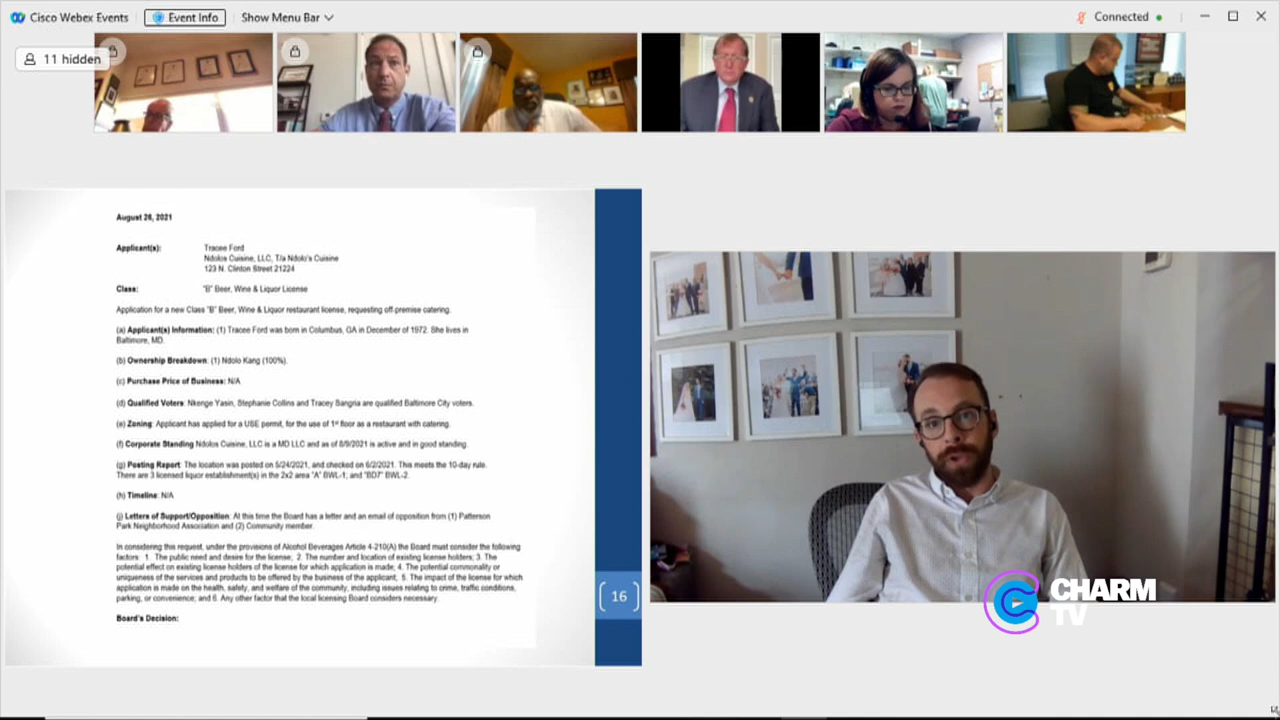 Cisco Webex Events
Event Info
Show Menu Bar
Connected
11 hidden
August 26, 2021
Applicant(s): Tracee Ford
Ndolos Cuisine, LLC, T/a Ndolo's Cuisine
123 N. Clinton Street 21224
Class: "B" Beer, Wine & Liquor License
Application for a new Class "B" Beer, Wine & Liquor restaurant license, requesting off-premise catering.
(a) Applicant(s) Information: (1) Tracee Ford was born in Columbus, GA in December of 1972. She lives in
Baltimore, MD.
(b) Ownership Breakdown: (1) Ndolo Kang (100%).
(c) Purchase Price of Business: N/A
(d) Qualified Voters: Nkenge Yasin, Stephanie Collins and Tracey Sangria are qualified Baltimore City voters.
(e) Zoning: Applicant has applied for a USE permit, for the use of 1st floor as a restaurant with catering.
(f) Corporate Standing Ndolos Cuisine, LLC is a MD LLC and as of 8/9/2021 is active and in good standing.
(g) Posting Report: The location was posted on 5/24/2021, and checked on 6/2/2021. This meets the 10-day rule.
There are 3 licensed liquor establishment(s) in the 2x2 area "A" BWL-1; and "BD7" BWL-2.
(h) Timeline: N/A
(j) Letters of Support/Opposition: At this time the Board has a letter and an email of opposition from (1) Patterson
Park Neighborhood Association and (2) Community member.
In considering this request, under the provisions of Alcohol Beverages Article 4-210(A) the Board must consider the following
factors: 1. The public need and desire for the license; 2. The number and location of existing license holders; 3. The
potential effect on existing license holders of the license for which application is made; 4. The potential commonality or
uniqueness of the services and products to be offered by the business of the applicant; 5. The impact of the license for which
application is made on the health, safety, and welfare of the community, including issues relating to crime, traffic conditions,
parking, or convenience; and 6. Any other factor that the local licensing Board considers necessary.
Board's Decision:
16
CHARM
TV